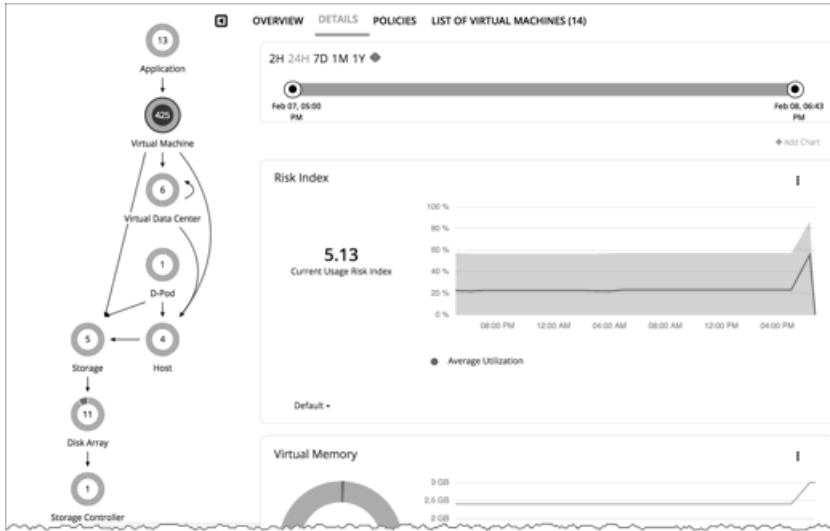 OVERVIEW DETAILS POLICIES LIST OF VIRTUAL MACHINES (14)
13
Application
425
Virtual Machine
6
Virtual Data Center
1
D-Pod
5
Storage
4
Host
11
Disk Array
1
Storage Controller
2H 24H 7D 1M 1Y
Feb 07, 05:00
PM
Feb 08, 06:43
PM
+ Add Chart
Risk Index
5.13
Current Usage Risk Index
100 %
80 %
60 %
40 %
20 %
0 %
08:00 PM 12:00 AM 04:00 AM 08:00 AM 12:00 PM 04:00 PM
Average Utilization
Default
Virtual Memory
3 GB
2.5 GB
2 GB